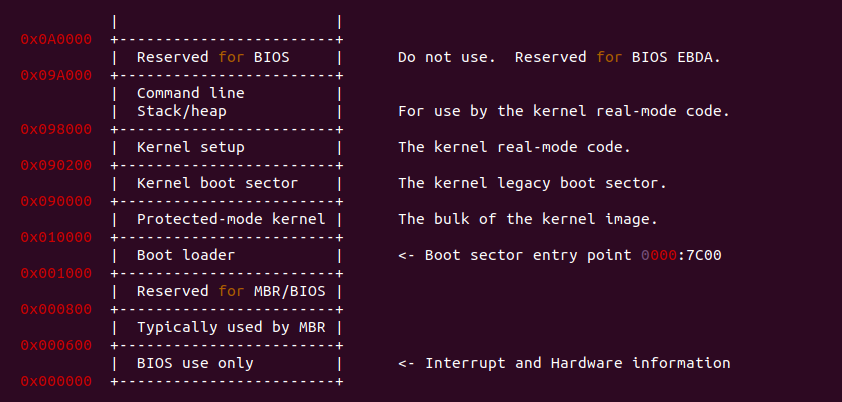 |                        |
0x0A0000  +------------------------+
          |  Reserved for BIOS     |      Do not use.  Reserved for BIOS EBDA.
0x09A000  +------------------------+
          |  Command line          |
          |  Stack/heap            |      For use by the kernel real-mode code.
0x098000  +------------------------+
          |  Kernel setup          |      The kernel real-mode code.
0x090200  +------------------------+
          |  Kernel boot sector    |      The kernel legacy boot sector.
0x090000  +------------------------+
          |  Protected-mode kernel |      The bulk of the kernel image.
0x010000  +------------------------+
          |  Boot loader           |      <- Boot sector entry point 0000:7C00
0x001000  +------------------------+
          |  Reserved for MBR/BIOS |
0x000800  +------------------------+
          |  Typically used by MBR |
0x000600  +------------------------+
          |  BIOS use only         |      <- Interrupt and Hardware information
0x000000  +------------------------+